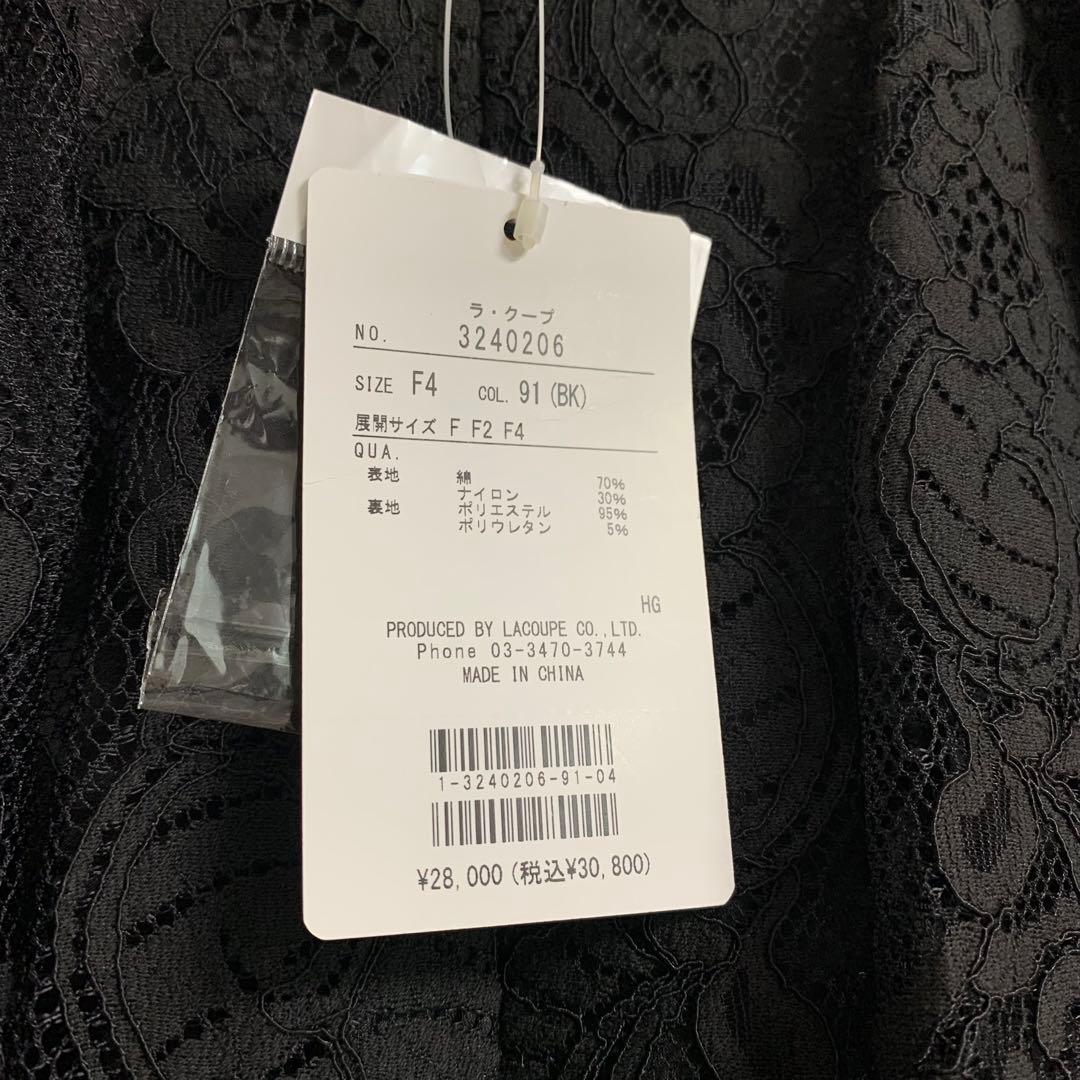 ラ・クープ
NO. 3240206
SIZE F4 COL. 91 (BK)
展開サイズ F F2 F4
QUA.
表地 綿 70%
ナイロン 30%
裏地 ポリエステル 95%
ポリウレタン 5%
HG
PRODUCED BY LACOUPE CO.,LTD.
Phone 03-3470-3744
MADE IN CHINA
1-3240206-91-04
¥28,000 (税込¥30,800)